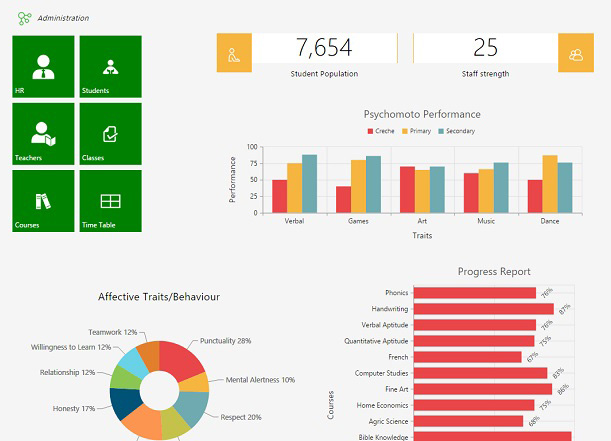 Administration
HR
Students
Teachers
Classes
Courses
Time Table
7,654
Student Population
25
Staff strength
Psychomoto Performance
Creche
Primary
Secondary
Performance
100
75
50
25
0
Verbal
Games
Art
Music
Dance
Traits
Affective Traits/Behaviour
Teamwork 12%
Willingness to Learn 12%
Relationship 12%
Honesty 17%
Punctuality 28%
Mental Alertness 10%
Respect 20%
Progress Report
Courses
Phonics 76%
Handwriting 87%
Verbal Aptitude 76%
Quantitative Aptitude 75%
French 67%
Computer Studies 83%
Fine Art 86%
Home Economics 75%
Agric Science 68%
Bible Knowledge